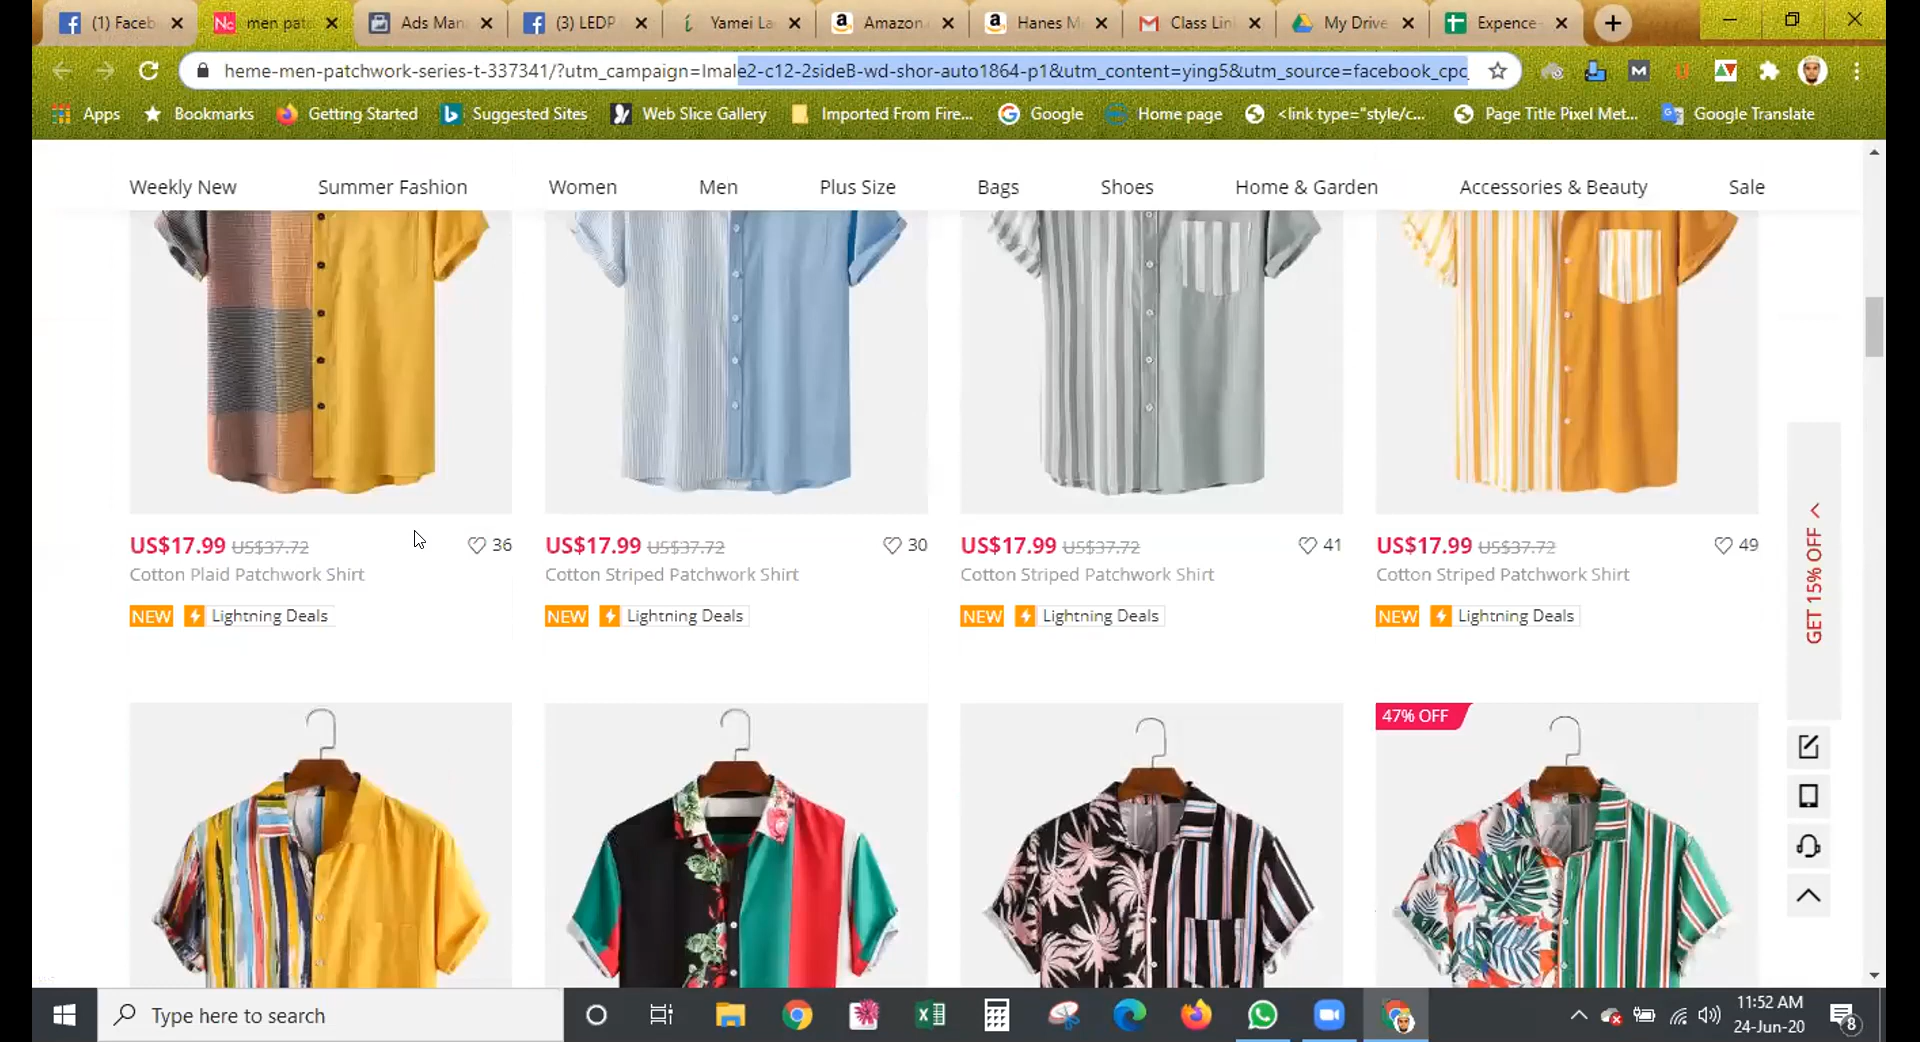 (1) Faceb
men pat
Ads Man
(3) LEDP
Yamei La
Amazon
Hanes M
Class Lin
My Drive
Expence
heme-men-patchwork-series-t-337341/?utm_campaign=lmale2-c12-2sideB-wd-shor-auto1864-p1&utm_content=ying5&utm_source=facebook_cpc
Apps
Bookmarks
Getting Started
Suggested Sites
Web Slice Gallery
Imported From Fire...
Google
Home page
<link type="style/c...
Page Title Pixel Met...
Google Translate
Weekly New
Summer Fashion
Women
Men
Plus Size
Bags
Shoes
Home & Garden
Accessories & Beauty
Sale
US$17.99 US$37.72 36
Cotton Plaid Patchwork Shirt
NEW Lightning Deals
US$17.99 US$37.72 30
Cotton Striped Patchwork Shirt
NEW Lightning Deals
US$17.99 US$37.72 41
Cotton Striped Patchwork Shirt
NEW Lightning Deals
US$17.99 US$37.72 49
Cotton Striped Patchwork Shirt
NEW Lightning Deals
GET 15% OFF
47% OFF
Type here to search
11:52 AM
24-Jun-20
8